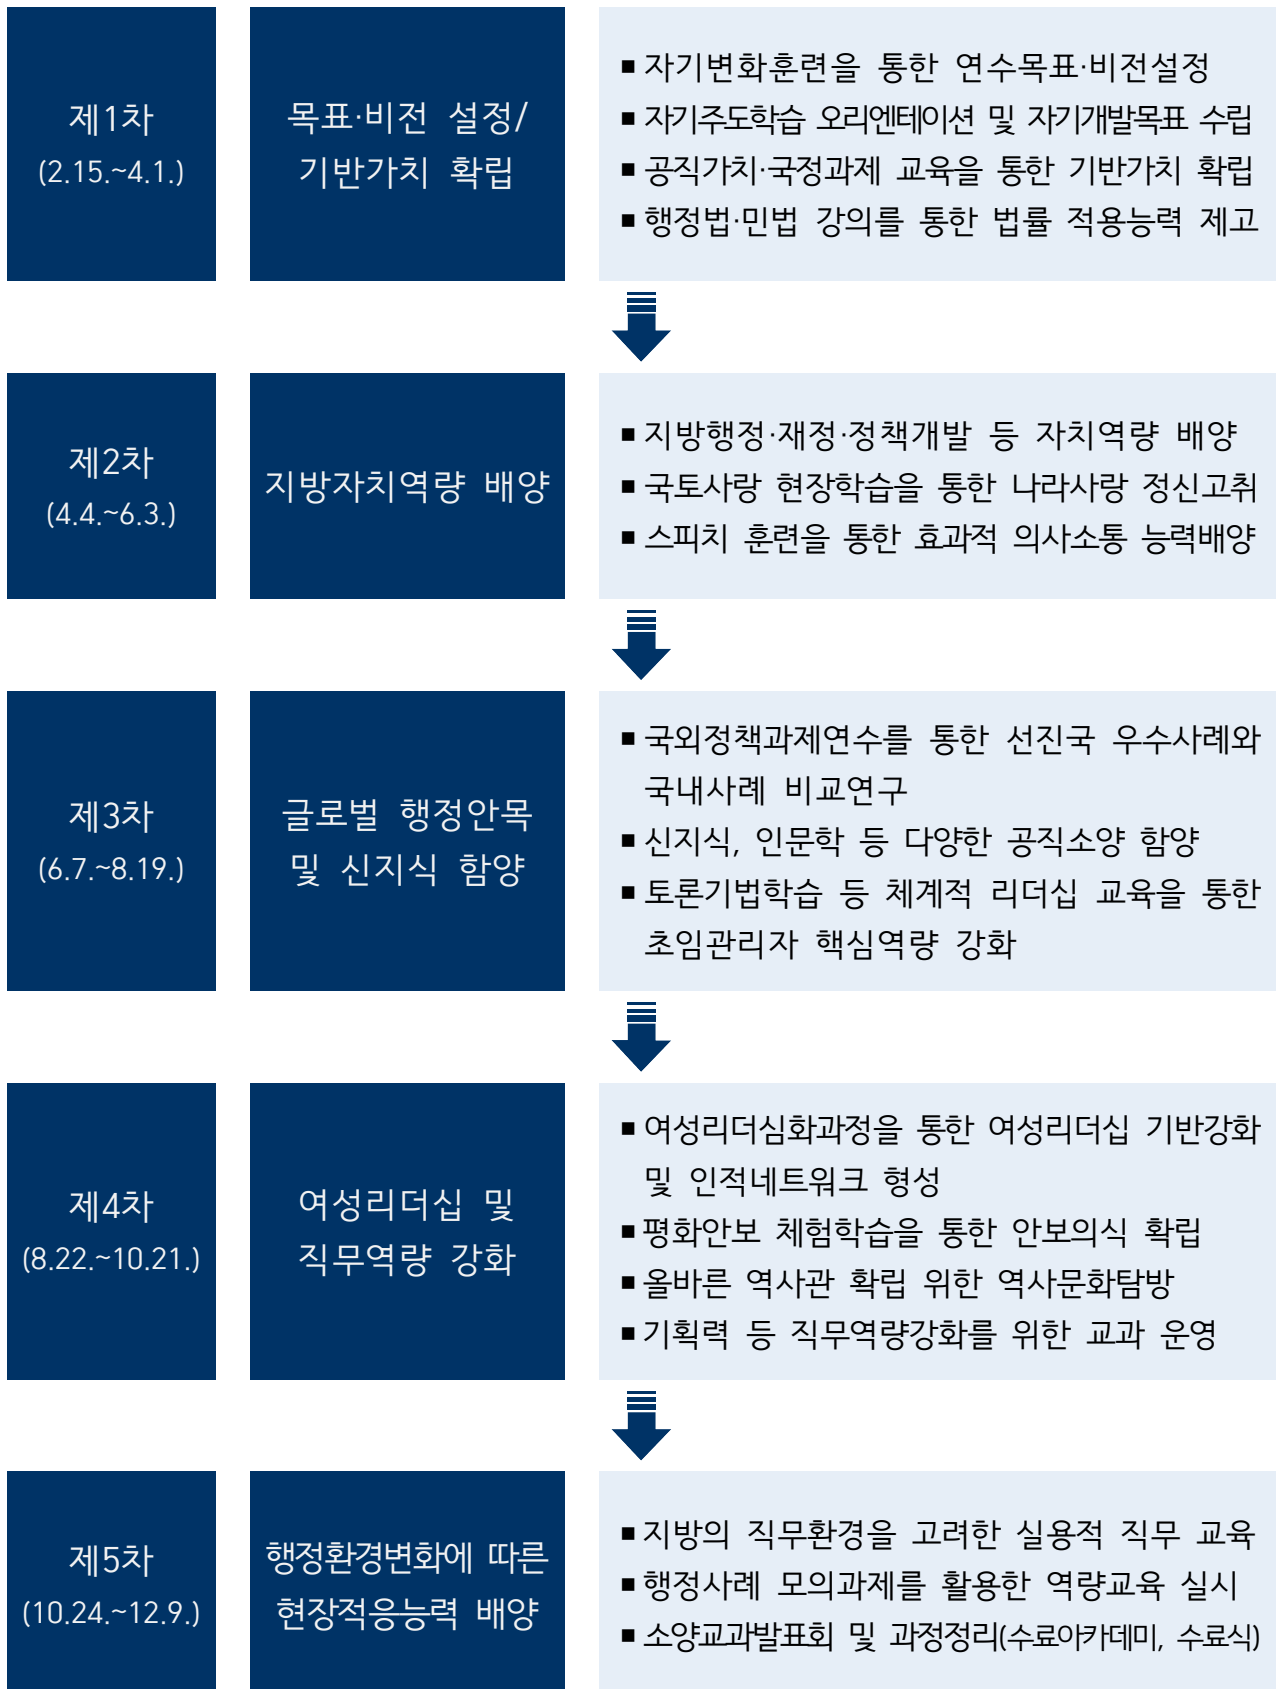 제1차
(2.15.~4.1.)
목표·비전 설정/
기반가치 확립
▪ 자기변화훈련을 통한 연수목표·비전설정
▪ 자기주도학습 오리엔테이션 및 자기개발목표 수립
▪ 공직가치·국정과제 교육을 통한 기반가치 확립
▪ 행정법·민법 강의를 통한 법률 적용능력 제고
제2차
(4.4.~6.3.)
지방자치역량 배양
▪ 지방행정·재정·정책개발 등 자치역량 배양
▪ 국토사랑 현장학습을 통한 나라사랑 정신고취
▪ 스피치 훈련을 통한 효과적 의사소통 능력배양
제3차
(6.7.~8.19.)
글로벌 행정안목
및 신지식 함양
▪ 국외정책과제연수를 통한 선진국 우수사례와
국내사례 비교연구
▪ 신지식, 인문학 등 다양한 공직소양 함양
▪ 토론기법학습 등 체계적 리더십 교육을 통한
초임관리자 핵심역량 강화
제4차
(8.22.~10.21.)
여성리더십 및
직무역량 강화
▪ 여성리더심화과정을 통한 여성리더십 기반강화
및 인적네트워크 형성
▪ 평화안보 체험학습을 통한 안보의식 확립
▪ 올바른 역사관 확립 위한 역사문화탐방
▪ 기획력 등 직무역량강화를 위한 교과 운영
제5차
(10.24.~12.9.)
행정환경변화에 따른
현장적응능력 배양
▪ 지방의 직무환경을 고려한 실용적 직무 교육
▪ 행정사례 모의과제를 활용한 역량교육 실시
▪ 소양교과발표회 및 과정정리(수료아카데미, 수료식)